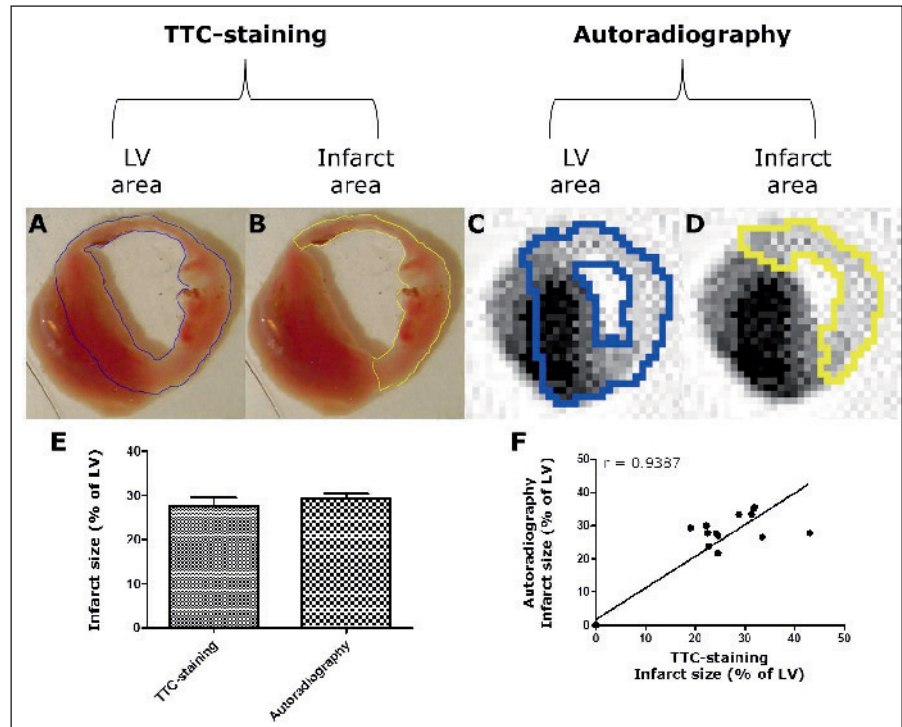 TTC-staining
Autoradiography
LV
area
Infarct
area
LV
area
Infarct
area
A
B
C
D
E
Infarct size (% of LV)
40
30
20
10
0
TTC-staining
Autoradiography
F
r = 0.9387
Autoradiography
Infarct size (% of LV)
50
40
30
20
10
0
0
10
20
30
40
50
TTC-staining
Infarct size (% of LV)